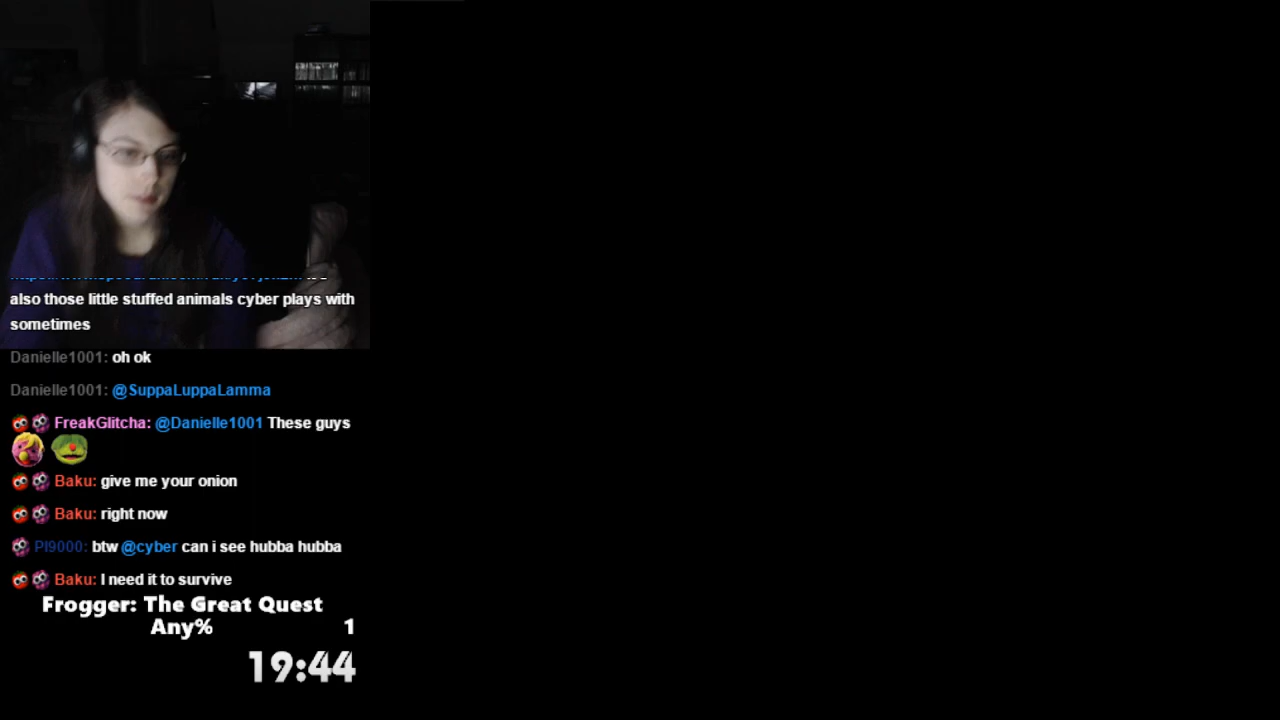 also those little stuffed animals cyber plays with
sometimes
Danielle1001: oh ok
Danielle1001: @SuppaLuppaLamma
FreakGlitcha: @Danielle1001 These guys
Baku: give me your onion
Baku: right now
PI9000: btw @cyber can i see hubba hubba
Baku: I need it to survive
Frogger: The Great Quest
Any% 1
19:44